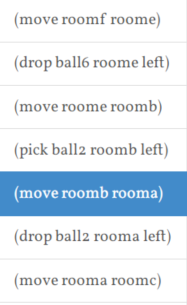 (move roomf roome)
(drop ball6 roome left)
(move roome roomb)
(pick ball2 roomb left)
(move roomb rooma)
(drop ball2 rooma left)
(move rooma roomc)